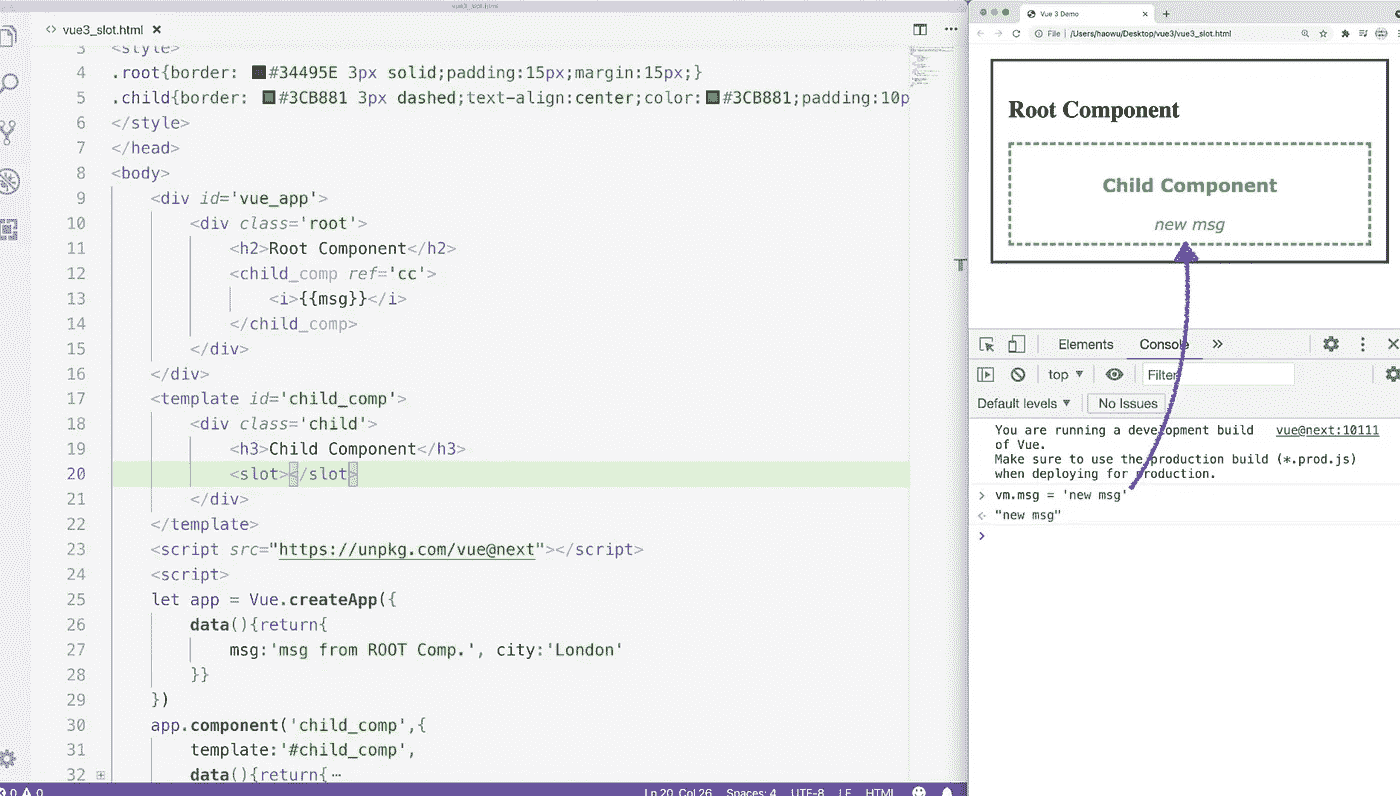 vue3_slot.html
vue3_slot.html
3 <style>
4 .root{border: #34495E 3px solid;padding:15px;margin:15px;}
5 .child{border: #3CB881 3px dashed;text-align:center;color:#3CB881;padding:10p
6 </style>
7 </head>
8 <body>
9 <div id='vue_app'>
10 <div class='root'>
11 <h2>Root Component</h2>
12 <child_comp ref='cc'>
13 <i>{{msg}}</i>
14 </child_comp>
15 </div>
16 </div>
17 <template id='child_comp'>
18 <div class='child'>
19 <h3>Child Component</h3>
20 <slot></slot>
21 </div>
22 </template>
23 <script src="https://unpkg.com/vue@next"></script>
24 <script>
25 let app = Vue.createApp({
26 data(){return{
27 msg:'msg from ROOT Comp.', city:'London'
28 }}
29 })
30 app.component('child_comp',{
31 template:'#child_comp',
32 data(){return{⋯
0 0
Ln 20, Col 26 Spaces: 4 UTF-8 LF HTML
Vue 3 Demo
File | /Users/haowu/Desktop/vue3/vue3_slot.html
Root Component
Child Component
new msg
Elements Console »
top ▼ Filter
Default levels ▼ No Issues
You are running a development build vue@next:10111
of Vue.
Make sure to use the production build (*.prod.js)
when deploying for production.
> vm.msg = 'new msg'
"new msg"
>